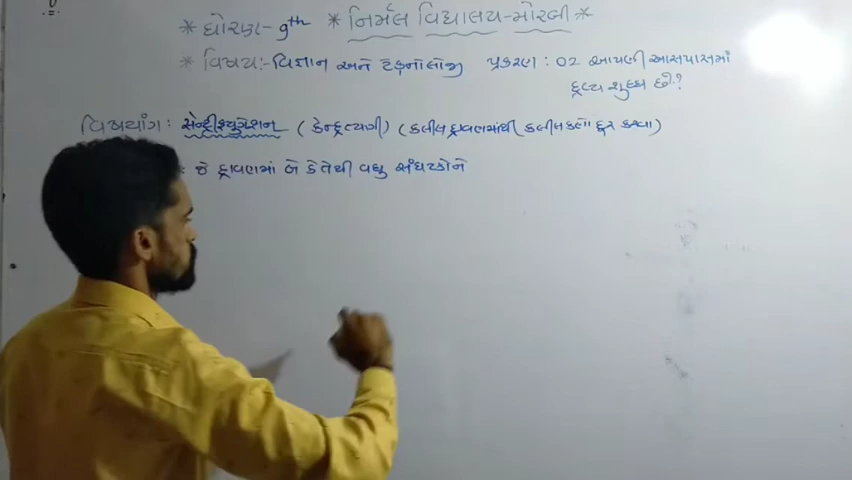 * ધોરણ- 9th * નિર્મલ વિદ્યાલય-મોરબી *
* વિષય:- વિજ્ઞાન અને ટેકનોલોજી પ્રકરણ : 02 આપણી આસપાસમાં
દ્રવ્ય શુધ્ધ છે.?
વિષયાંગ: સેન્ટ્રીફ્યુગેશન (કેન્દ્રત્યાગી) (કલીલ દ્રાવણમાંથી કલીલકણો દૂર કરવા)
જે દ્રાવણમાં બે કે તેથી વધુ સંઘટકોને